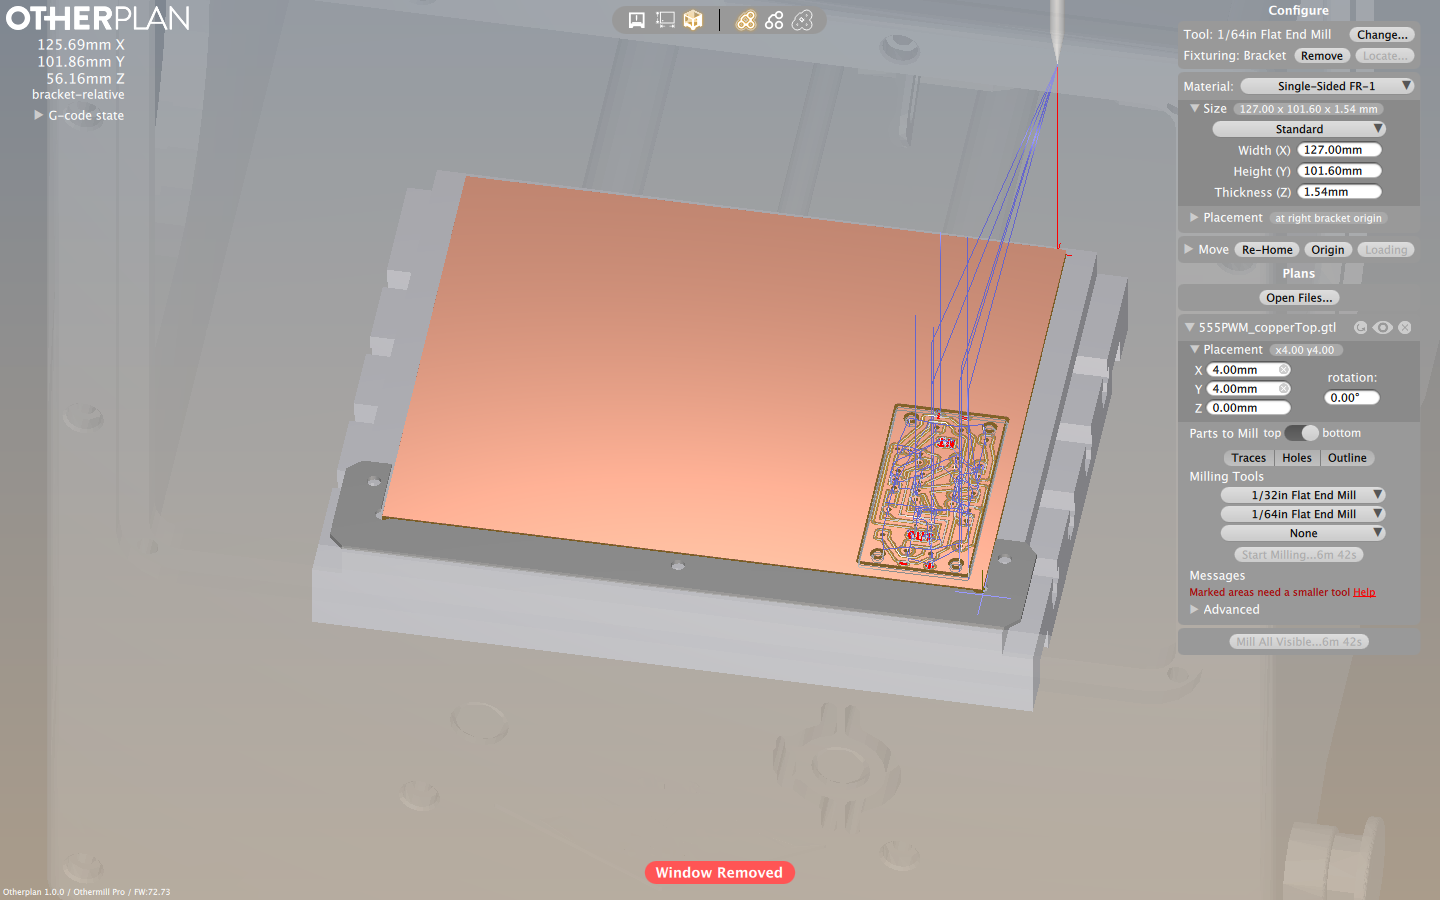 OTHERPLAN
125.69mm X
101.86mm Y
56.16mm Z
bracket-relative
G-code state
Configure
Tool: 1/64in Flat End Mill Change...
Fixturing: Bracket Remove Locate...
Material: Single-Sided FR-1
Size 127.00 x 101.60 x 1.54 mm
Standard
Width (X) 127.00mm
Height (Y) 101.60mm
Thickness (Z) 1.54mm
Placement at right bracket origin
Move Re-Home Origin Loading
Plans
Open Files...
555PWM_copperTop.gtl
Placement x4.00 y4.00
X 4.00mm
rotation:
Y 4.00mm
0.00°
Z 0.00mm
Parts to Mill top bottom
Traces Holes Outline
Milling Tools
1/32in Flat End Mill
1/64in Flat End Mill
None
Start Milling...6m 42s
Messages
Marked areas need a smaller tool Help
Advanced
Mill All Visible...6m 42s
Window Removed
Otherplan 1.0.0 / Othermill Pro / FW:72.73